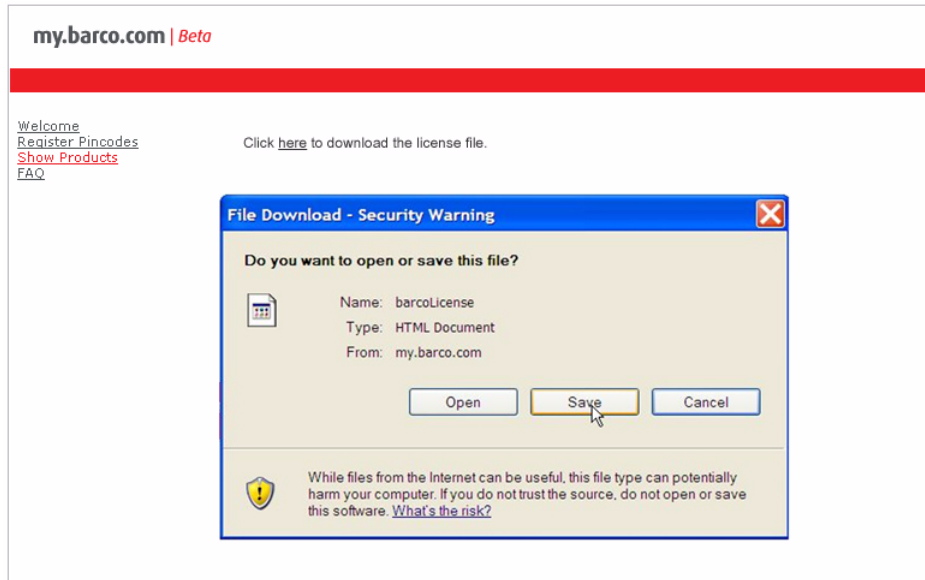 my.barco.com | Beta
Welcome
Register Pincodes
Show Products
FAQ
Click here to download the license file.
File Download - Security Warning
Do you want to open or save this file?
Name: barcoLicense
Type: HTML Document
From: my.barco.com
Open Save Cancel
While files from the Internet can be useful, this file type can potentially
harm your computer. If you do not trust the source, do not open or save
this software. What's the risk?